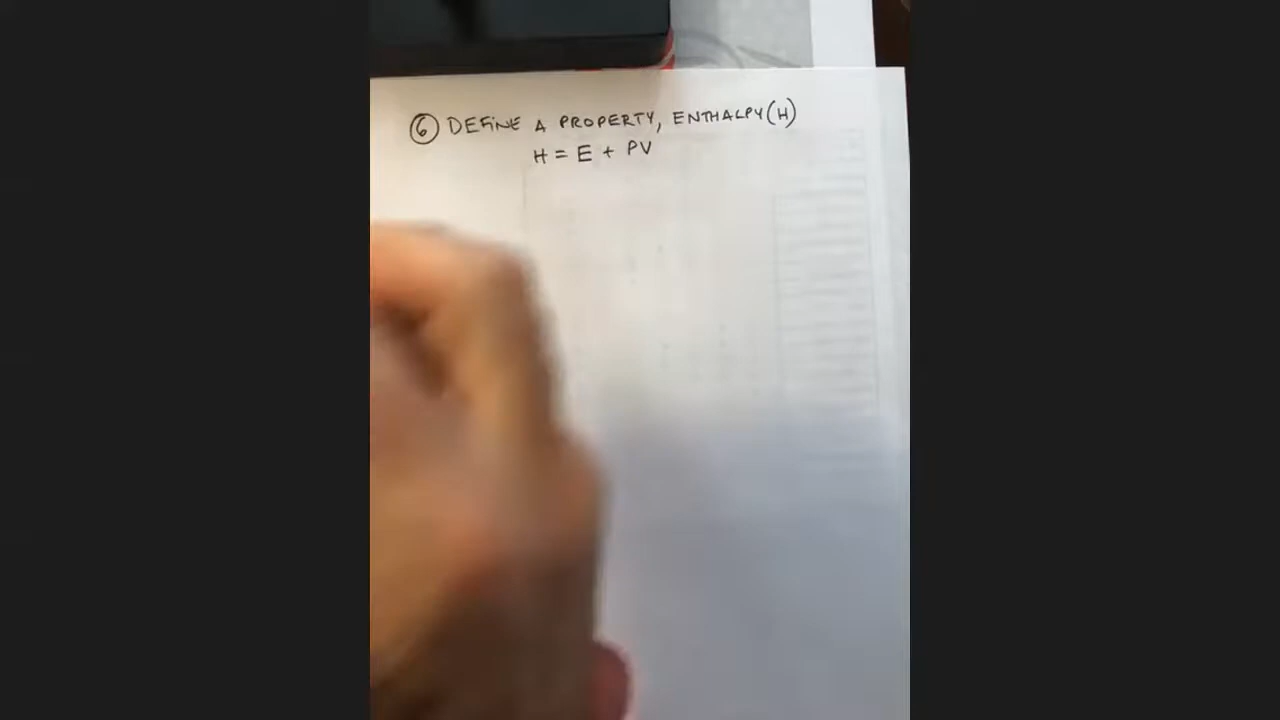 ⑥ DEFINE A PROPERTY, ENTHALPY (H)
H = E + PV